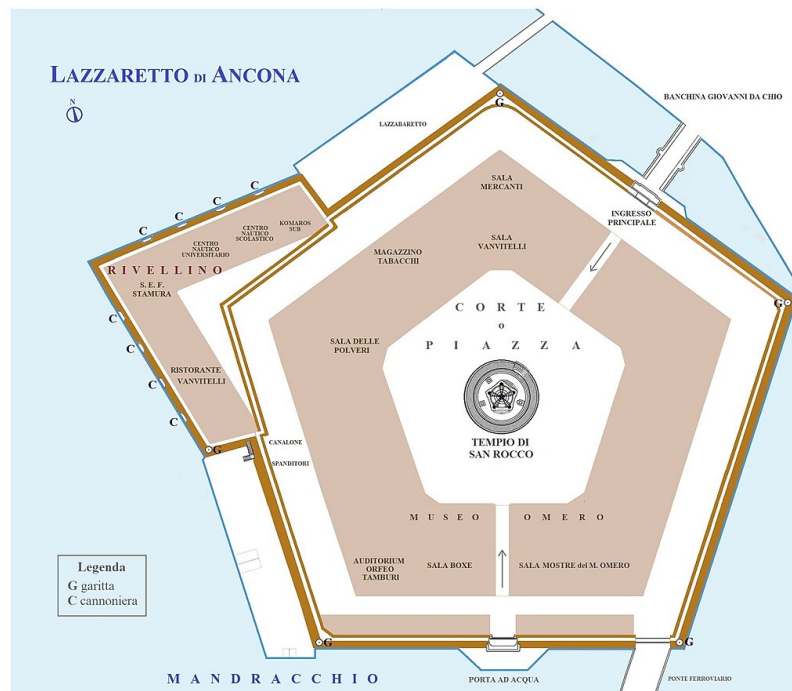 LAZZARETTO DI ANCONA
N
BANCHINA GIOVANNI DA CHIO
G
LAZZABARETTO
SALA
MERCANTI
INGRESSO
PRINCIPALE
C
C
C
C
KOMAROS
SUB
CENTRO
NAUTICO
SCOLASTICO
CENTRO
NAUTICO
UNIVERSITARIO
SALA
VANVITELLI
MAGAZZINO
TABACCHI
RIVELLINO
S. E. F.
STAMURA
G
CORTE
o
PIAZZA
C
C
C
C
SALA DELLE
POLVERI
RISTORANTE
VANVITELLI
TEMPIO DI
SAN ROCCO
G
CANALONE
SPANDITORI
MUSEO OMERO
AUDITORIUM
ORFEO
TAMBURI
SALA BOXE
SALA MOSTRE del M. OMERO
Legenda
G garitta
C cannoniera
G
G
MANDRACCHIO
PORTA AD ACQUA
PONTE FERROVIARIO